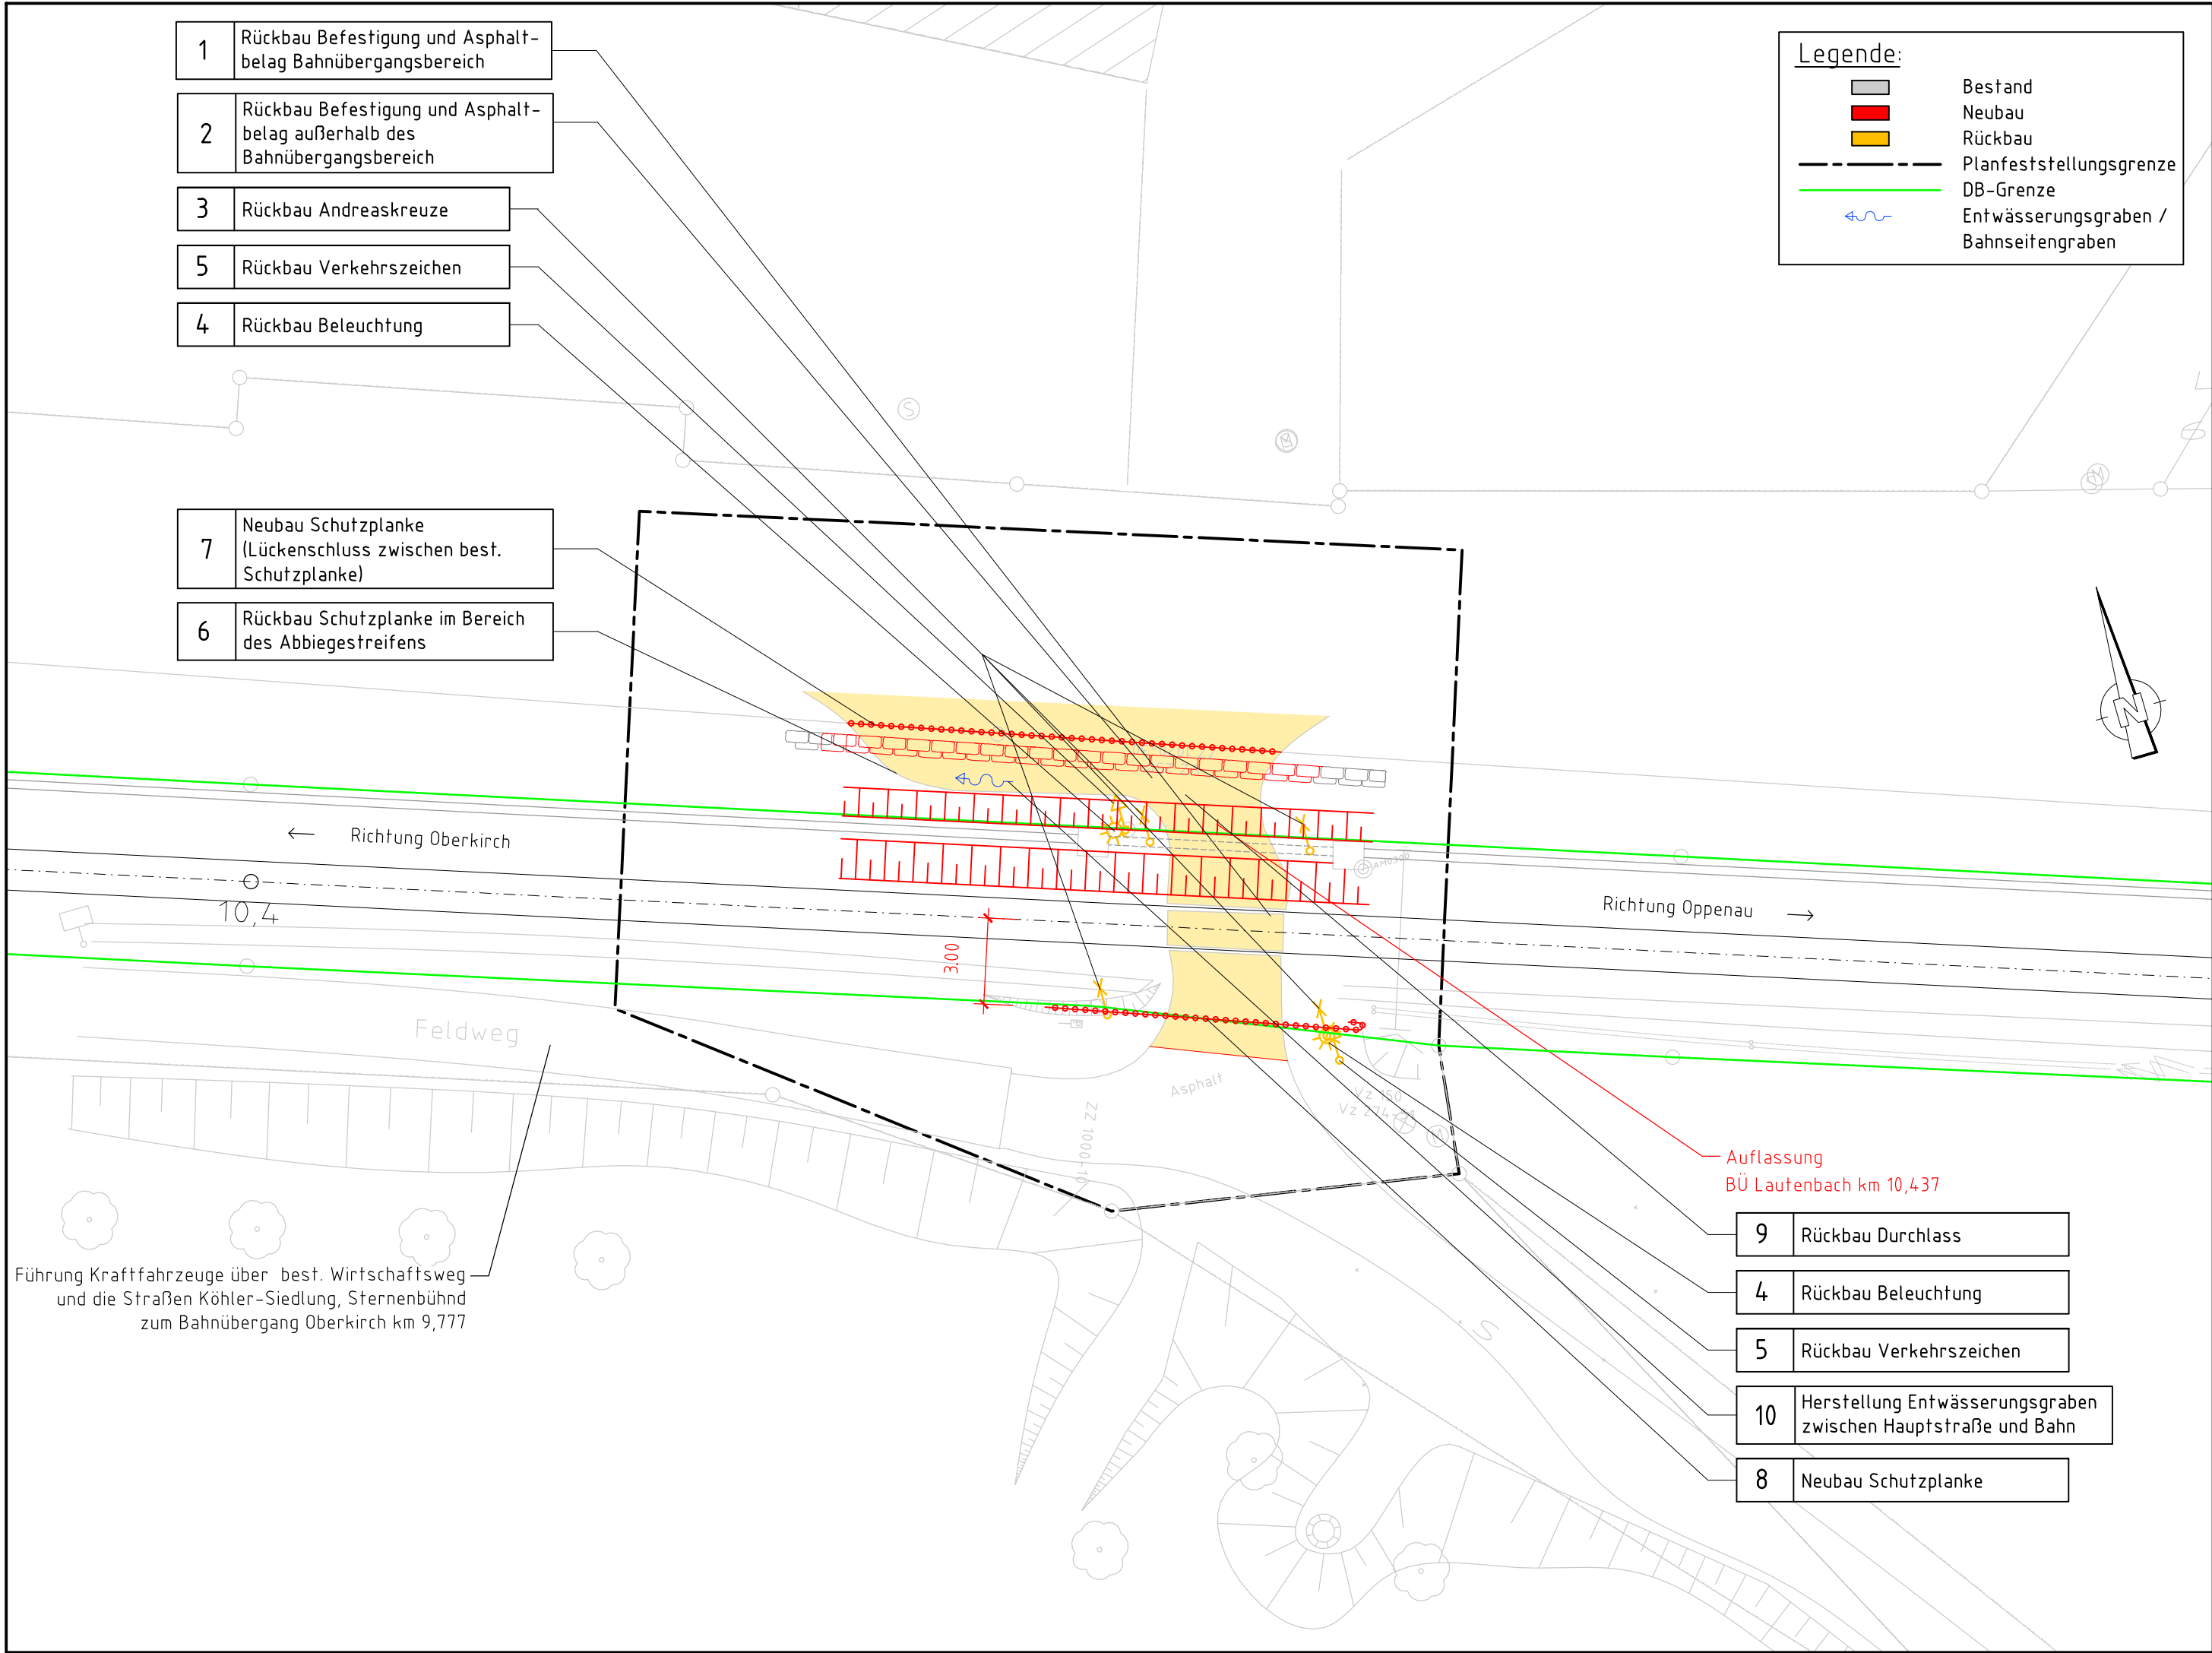 1
Rückbau Befestigung und Asphalt-
belag Bahnübergangsbereich
2
Rückbau Befestigung und Asphalt-
belag außerhalb des
Bahnübergangsbereich
3
Rückbau Andreaskreuze
5
Rückbau Verkehrszeichen
4
Rückbau Beleuchtung
Legende:
Bestand
Neubau
Rückbau
Planfeststellungsgrenze
DB-Grenze
Entwässerungsgraben /
Bahnseitengraben
7
Neubau Schutzplanke
(Lückenschluss zwischen best.
Schutzplanke)
6
Rückbau Schutzplanke im Bereich
des Abbiegestreifens
S
M
N
Richtung Oberkirch
10,4
3.00
Richtung Oppenau
Feldweg
Asphalt
ZZ 1000-10
Vz 150
M
Auflassung
BÜ Lautenbach km 10,437
9
Rückbau Durchlass
4
Rückbau Beleuchtung
5
Rückbau Verkehrszeichen
10
Herstellung Entwässerungsgraben
zwischen Hauptstraße und Bahn
8
Neubau Schutzplanke
Führung Kraftfahrzeuge über best. Wirtschaftsweg
und die Straßen Köhler-Siedlung, Sternenbühnd
zum Bahnübergang Oberkirch km 9,777
S